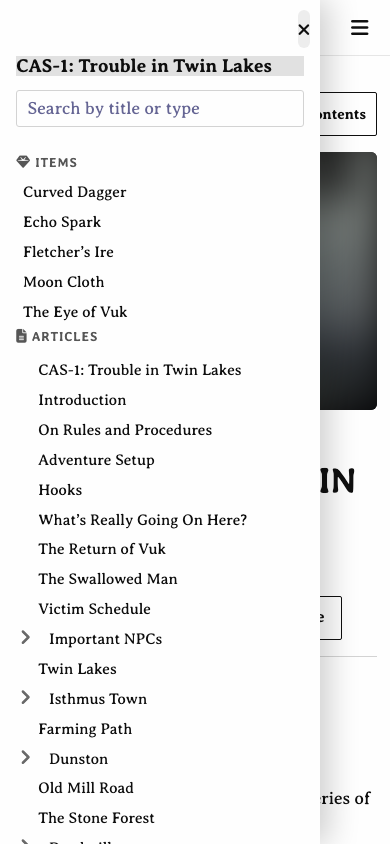 CAS-1: Trouble in Twin Lakes
Search by title or type
ITEMS
Curved Dagger
Echo Spark
Fletcher's Ire
Moon Cloth
The Eye of Vuk
ARTICLES
CAS-1: Trouble in Twin Lakes
Introduction
On Rules and Procedures
Adventure Setup
Hooks
What's Really Going On Here?
The Return of Vuk
The Swallowed Man
Victim Schedule
Important NPCs
Twin Lakes
Isthmus Town
Farming Path
Dunston
Old Mill Road
The Stone Forest
ontents
IN
e
ries of